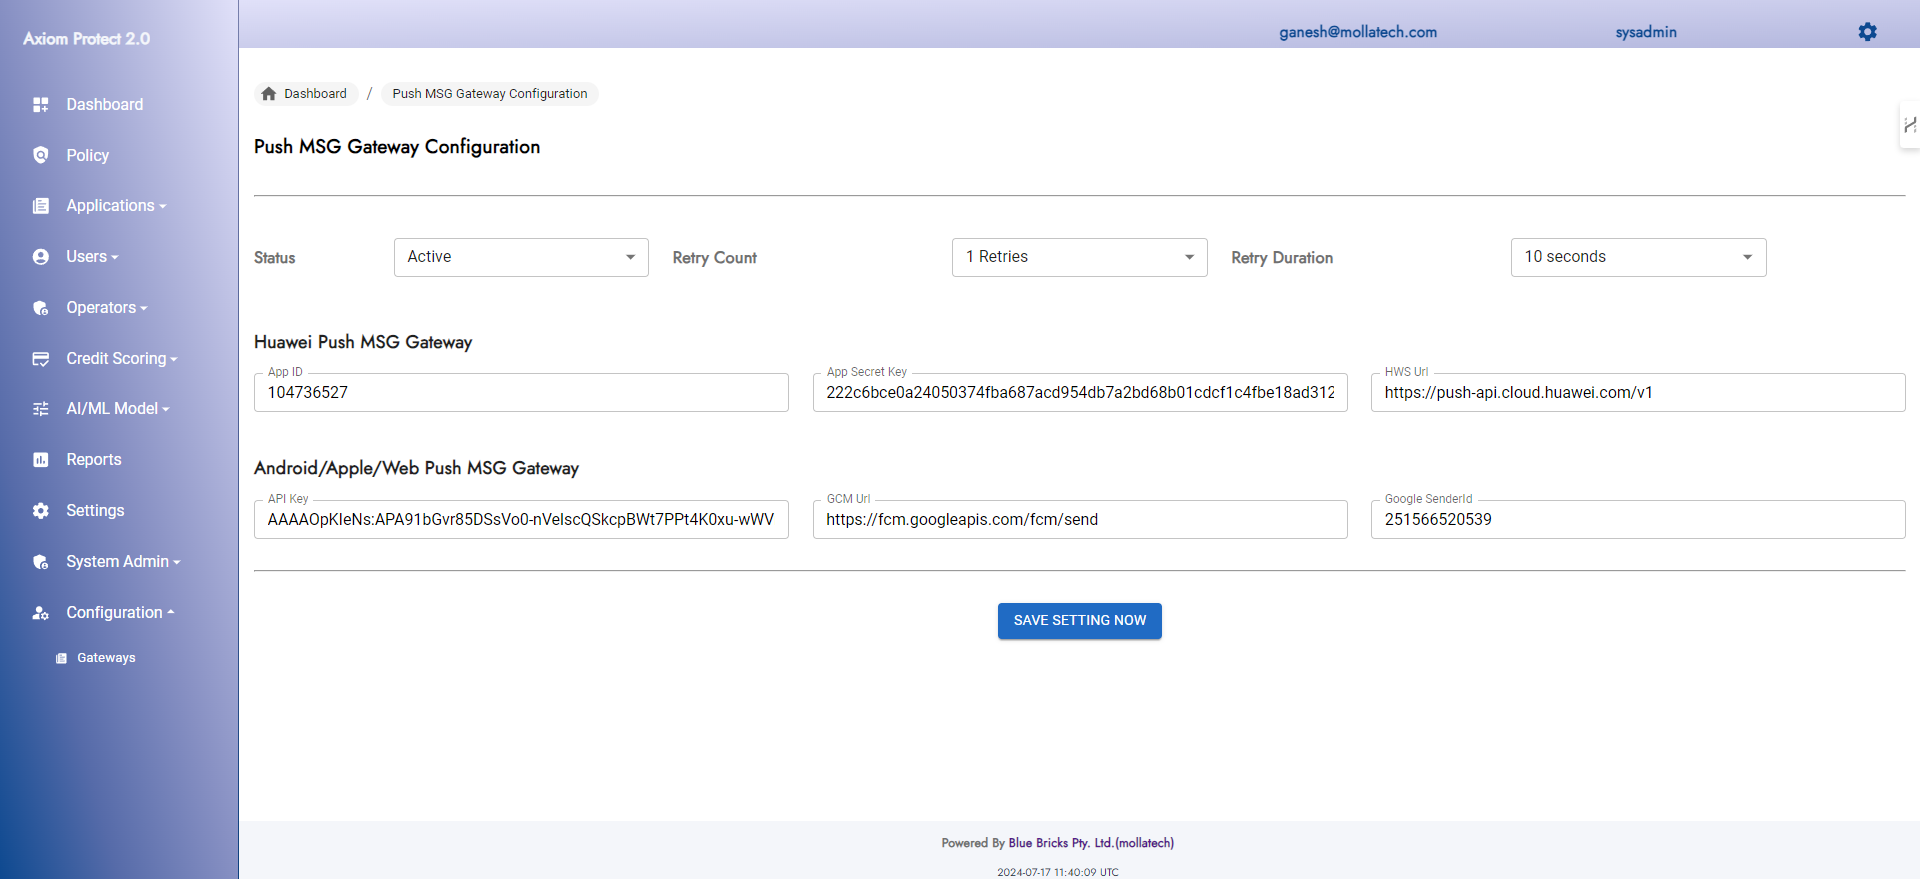 Axiom Protect 2.0
ganesh@mollatech.com
sysadmin
Dashboard
Policy
Applications
Users
Operators
Credit Scoring
AI/ML Model
Reports
Settings
System Admin
Configuration
Gateways
Dashboard / Push MSG Gateway Configuration
Push MSG Gateway Configuration
Status Active Retry Count 1 Retries Retry Duration 10 seconds
Huawei Push MSG Gateway
App ID
104736527
App Secret Key
222c6bce0a24050374fba687acd954db7a2bd68b01cdcf1c4fbe18ad312
HWS Url
https://push-api.cloud.huawei.com/v1
Android/Apple/Web Push MSG Gateway
API Key
AAAAOpKIeNs:APA91bGvr85DSsVo0-nVeIscQSkcpBWt7PPt4K0xu-wWV
GCM Url
https://fcm.googleapis.com/fcm/send
Google SenderId
251566520539
SAVE SETTING NOW
Powered By Blue Bricks Pty. Ltd.(mollatech)
2024-07-17 11:40:09 UTC